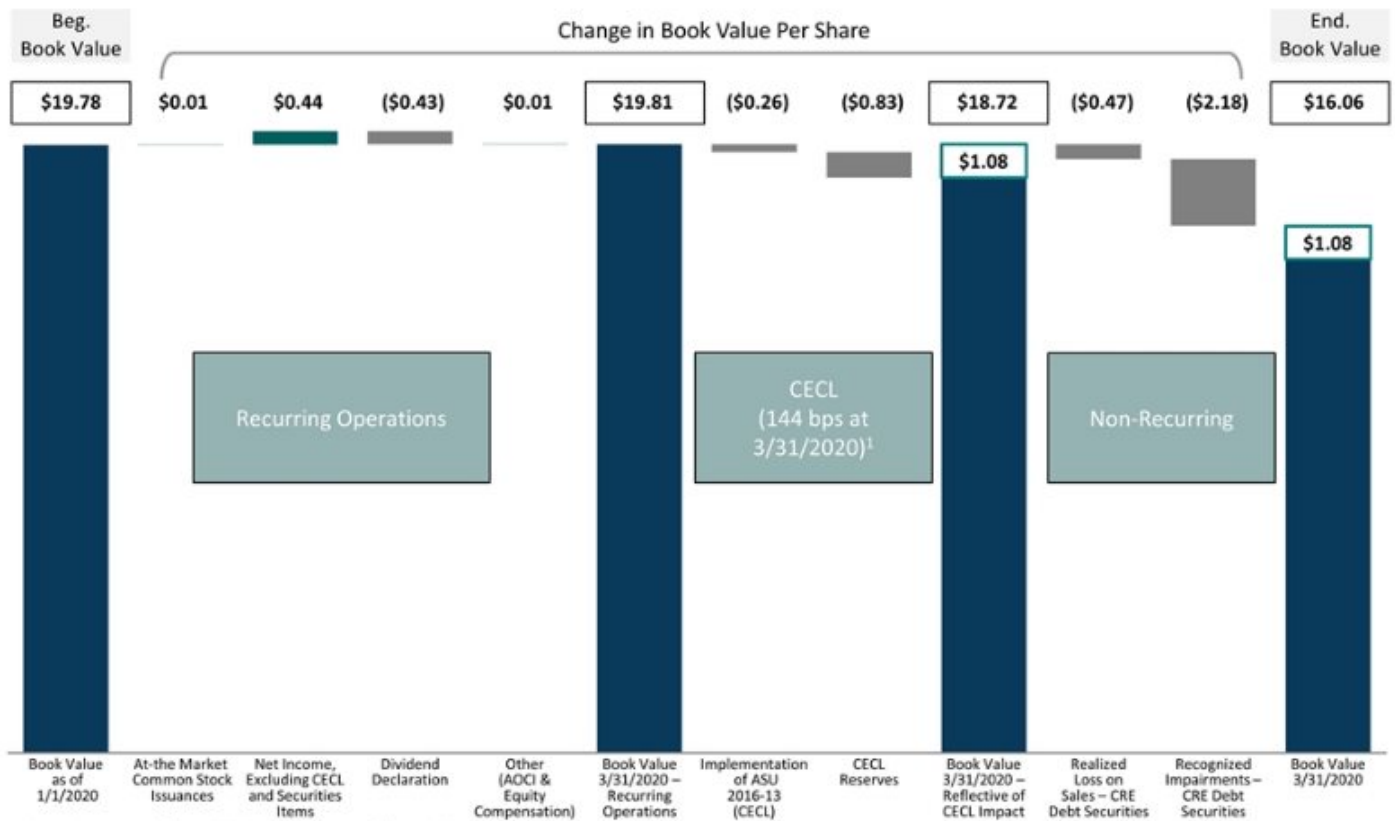 Beg.
Book Value
Change in Book Value Per Share
End.
Book Value
$19.78
$0.01
$0.44
($0.43)
$0.01
$19.81
($0.26)
($0.83)
$18.72
($0.47)
($2.18)
$16.06
$1.08
$1.08
Recurring Operations
CECL
(144 bps at
3/31/2020)¹
Non-Recurring
Book Value
as of
1/1/2020
At-the Market
Common Stock
Issuances
Net Income,
Excluding CECL
and Securities
Items
Dividend
Declaration
Other
(AOCI &
Equity
Compensation)
Book Value
3/31/2020 –
Recurring
Operations
Implementation
of ASU
2016-13
(CECL)
CECL
Reserves
Book Value
3/31/2020 –
Reflective of
CECL Impact
Realized
Loss on
Sales – CRE
Debt Securities
Recognized
Impairments –
CRE Debt
Securities
Book Value
3/31/2020